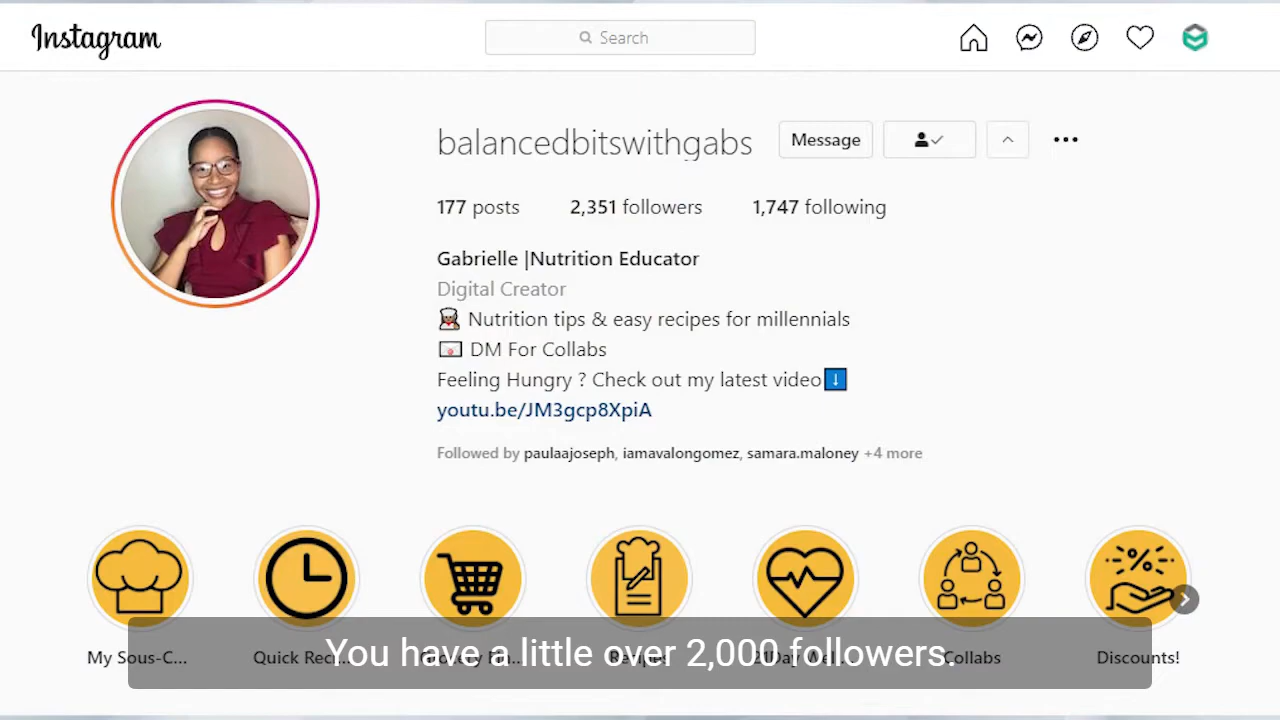 Instagram
Search
balancedbitswithgabs
Message
177 posts
2,351 followers
1,747 following
Gabrielle |Nutrition Educator
Digital Creator
Nutrition tips & easy recipes for millennials
DM For Collabs
Feeling Hungry ? Check out my latest video
youtu.be/JM3gcp8XpiA
Followed by paulaajoseph, iamavalongomez, samara.maloney +4 more
My Sous-C...
Quick Reci...
Recipes
Collabs
Discounts!
You have a little over 2,000 followers.